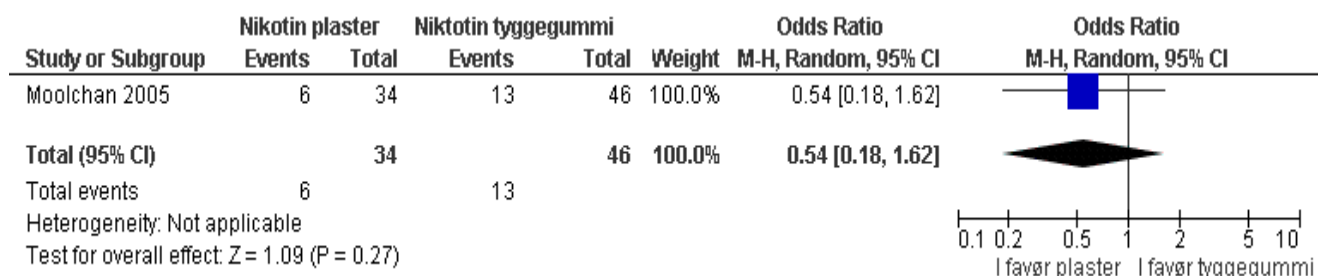 Nikotin plaster Niktotin tyggegummi Odds Ratio Odds Ratio
Study or Subgroup Events Total Events Total Weight M-H, Random, 95% CI M-H, Random, 95% CI
Moolchan 2005 6 34 13 46 100.0% 0.54 [0.18, 1.62]
Total (95% CI) 34 46 100.0% 0.54 [0.18, 1.62]
Total events 6 13
Heterogeneity: Not applicable
Test for overall effect: Z = 1.09 (P = 0.27)
0.1 0.2 0.5 1 2 5 10
I favør plaster I favør tyggegummi